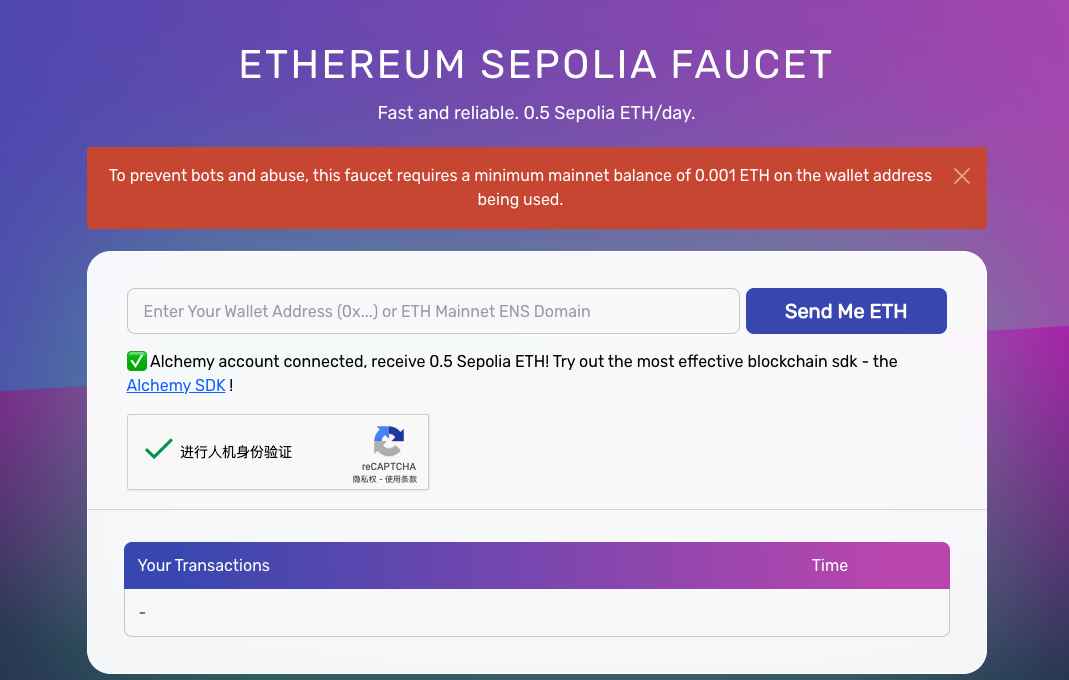 ETHEREUM SEPOLIA FAUCET
Fast and reliable. 0.5 Sepolia ETH/day.
To prevent bots and abuse, this faucet requires a minimum mainnet balance of 0.001 ETH on the wallet address
being used.
Enter Your Wallet Address (0x...) or ETH Mainnet ENS Domain
Send Me ETH
✅ Alchemy account connected, receive 0.5 Sepolia ETH! Try out the most effective blockchain sdk - the
Alchemy SDK !
进行人机身份验证
reCAPTCHA
隐私权 - 使用条款
Your Transactions Time
-